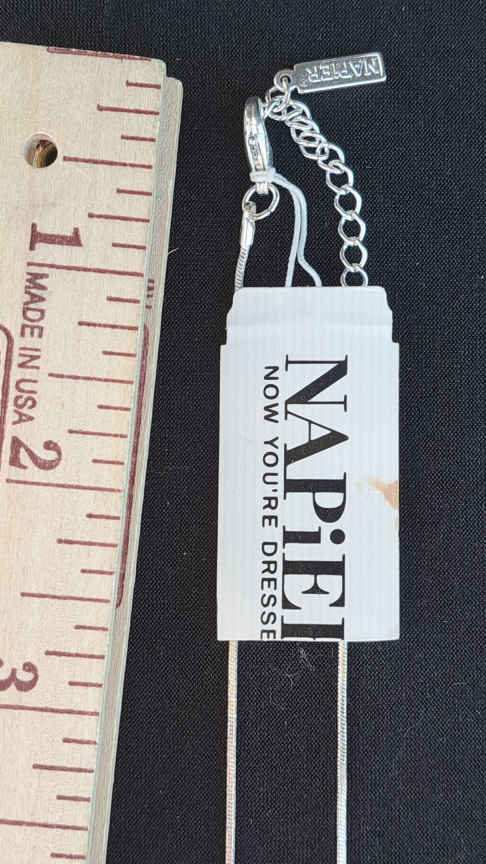 NAPiER
1
MADE IN USA
2
3
NAPiE
NOW YOU'RE DRESSE